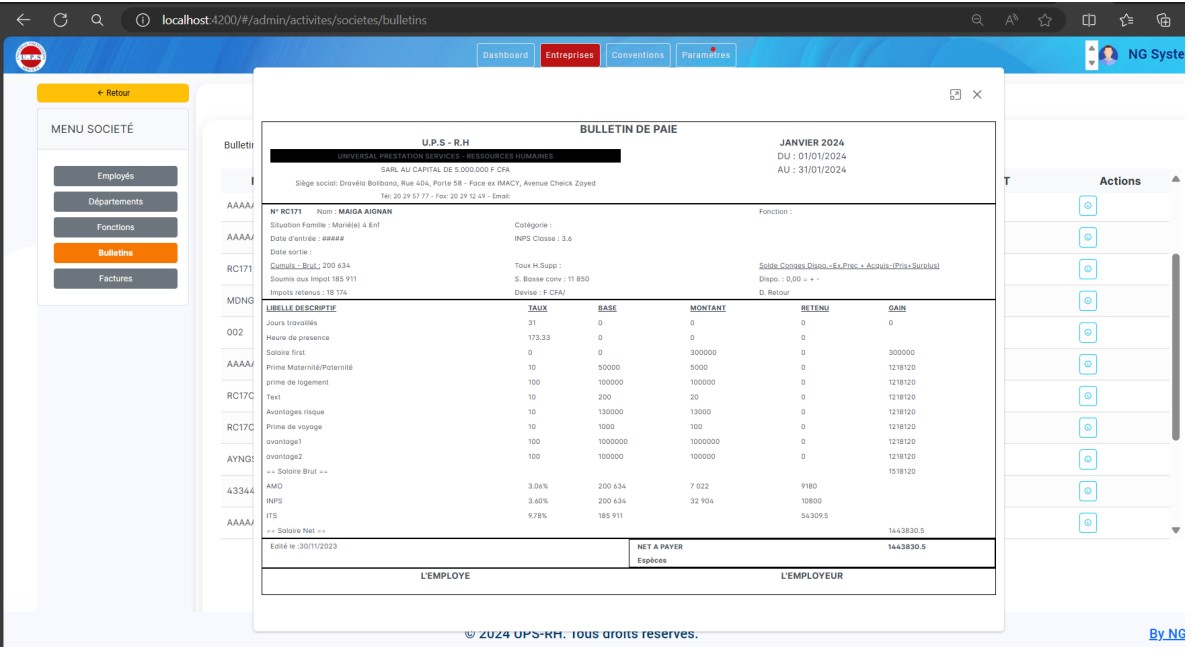 localhost:4200/#/admin/activites/societes/bulletins
U.P.S
Dashboard Entreprises Conventions Paramètres
NG Syste
← Retour
MENU SOCIETÉ
Employés
Départements
Fonctions
Bulletins
Factures
Bulletin
T Actions
AAAA
AAAA
RC171
MDNG
002
AAAA
RC17C
RC17C
AYNGS
43344
AAAA
BULLETIN DE PAIE
U.P.S - R.H JANVIER 2024
UNIVERSAL PRESTATION SERVICES - RESSOURCES HUMAINES DU : 01/01/2024
SARL AU CAPITAL DE 5.000.000 F CFA AU : 31/01/2024
Siège social: Dravéla Bolibana, Rue 404, Porte 58 - Face ex IMACY, Avenue Cheick Zayed
Tél: 20 29 57 77 - Fax: 20 29 12 49 - Email:
N° RC171 Nom : MAIGA AIGNAN Fonction :
Situation Famille : Marié(e) 4 Enf Catégorie :
Date d'entrée : ##### INPS Classe : 3.6
Date sortie :
Cumuls - Brut : 200 634 Taux H.Supp : Solde Conges Dispo.=Ex.Prec + Acquis-(Pris+Surplus)
Soumis aux Impot 185 911 S. Basse conv : 11 850 Dispo. : 0,00 = + -
Impots retenus : 18 174 Devise : F CFA/ D. Retour
LIBELLE DESCRIPTIF TAUX BASE MONTANT RETENU GAIN
Jours travaillés 31 0 0 0 0
Heure de presence 173.33 0 0 0
Salaire first 0 0 300000 0 300000
Prime Maternité/Paternité 10 50000 5000 0 1218120
prime de logement 100 100000 100000 0 1218120
Text 10 200 20 0 1218120
Avantages risque 10 130000 13000 0 1218120
Prime de voyage 10 1000 100 0 1218120
avantage1 100 1000000 1000000 0 1218120
avantage2 100 100000 100000 0 1218120
== Salaire Brut == 1518120
AMO 3.06% 200 634 7 022 9180
INPS 3.60% 200 634 32 904 10800
ITS 9.78% 185 911 54309.5
== Salaire Net == 1443830.5
Edité le :30/11/2023 NET A PAYER 1443830.5
Espèces
L'EMPLOYE L'EMPLOYEUR
© 2024 UPS-RH. Tous droits réservés.
By NG